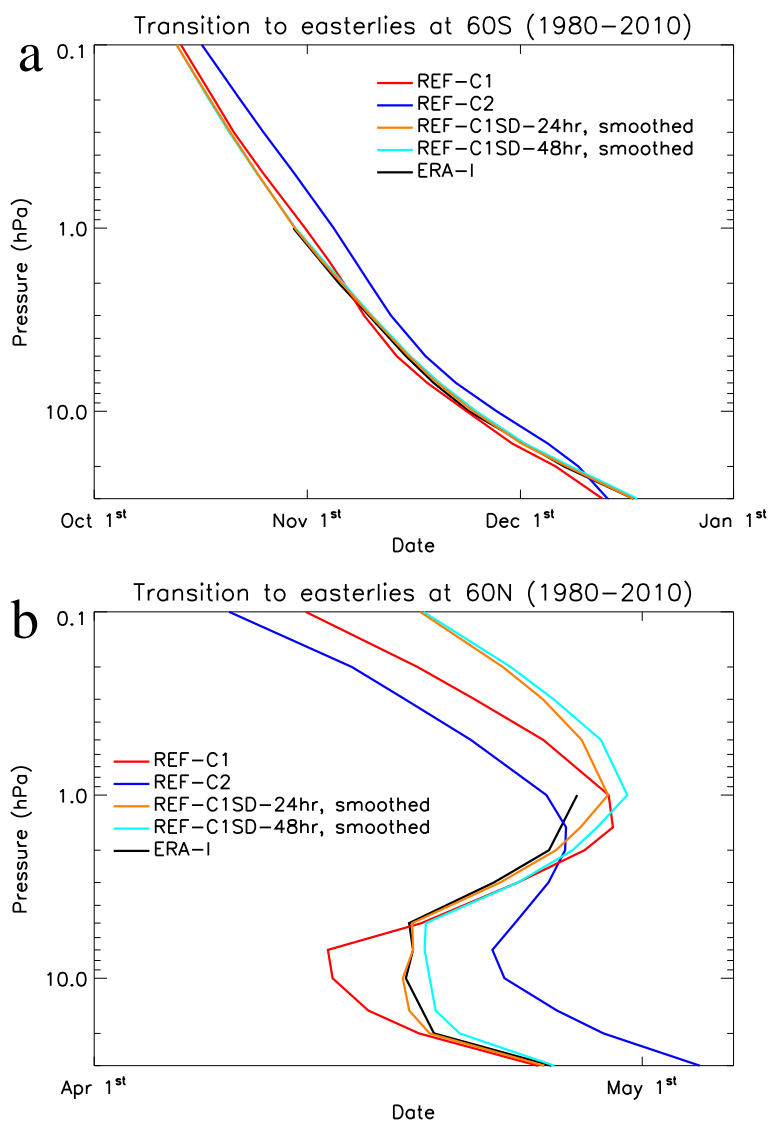 a
Transition to easterlies at 60S (1980-2010)
0.1
REF-C1
REF-C2
REF-C1SD-24hr, smoothed
REF-C1SD-48hr, smoothed
ERA-I
1.0
Pressure (hPa)
10.0
Oct 1st Nov 1st Dec 1st Jan 1st
Date
b
Transition to easterlies at 60N (1980-2010)
0.1
REF-C1
REF-C2
1.0
REF-C1SD-24hr, smoothed
REF-C1SD-48hr, smoothed
ERA-I
Pressure (hPa)
10.0
Apr 1st May 1st
Date